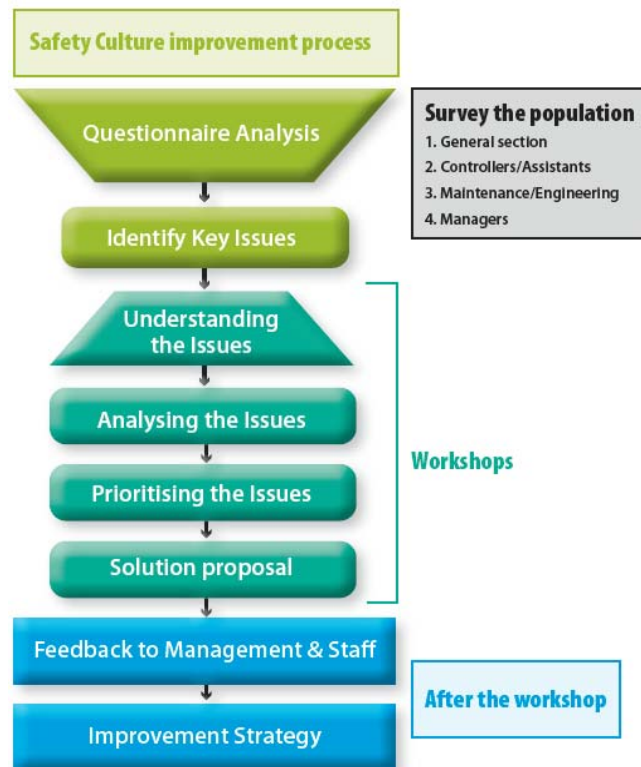 Safety Culture improvement process
Questionnaire Analysis
Survey the population
1. General section
2. Controllers/Assistants
3. Maintenance/Engineering
4. Managers
Identify Key Issues
Understanding
the Issues
Analysing the Issues
Prioritising the Issues
Workshops
Solution proposal
Feedback to Management & Staff
After the workshop
Improvement Strategy